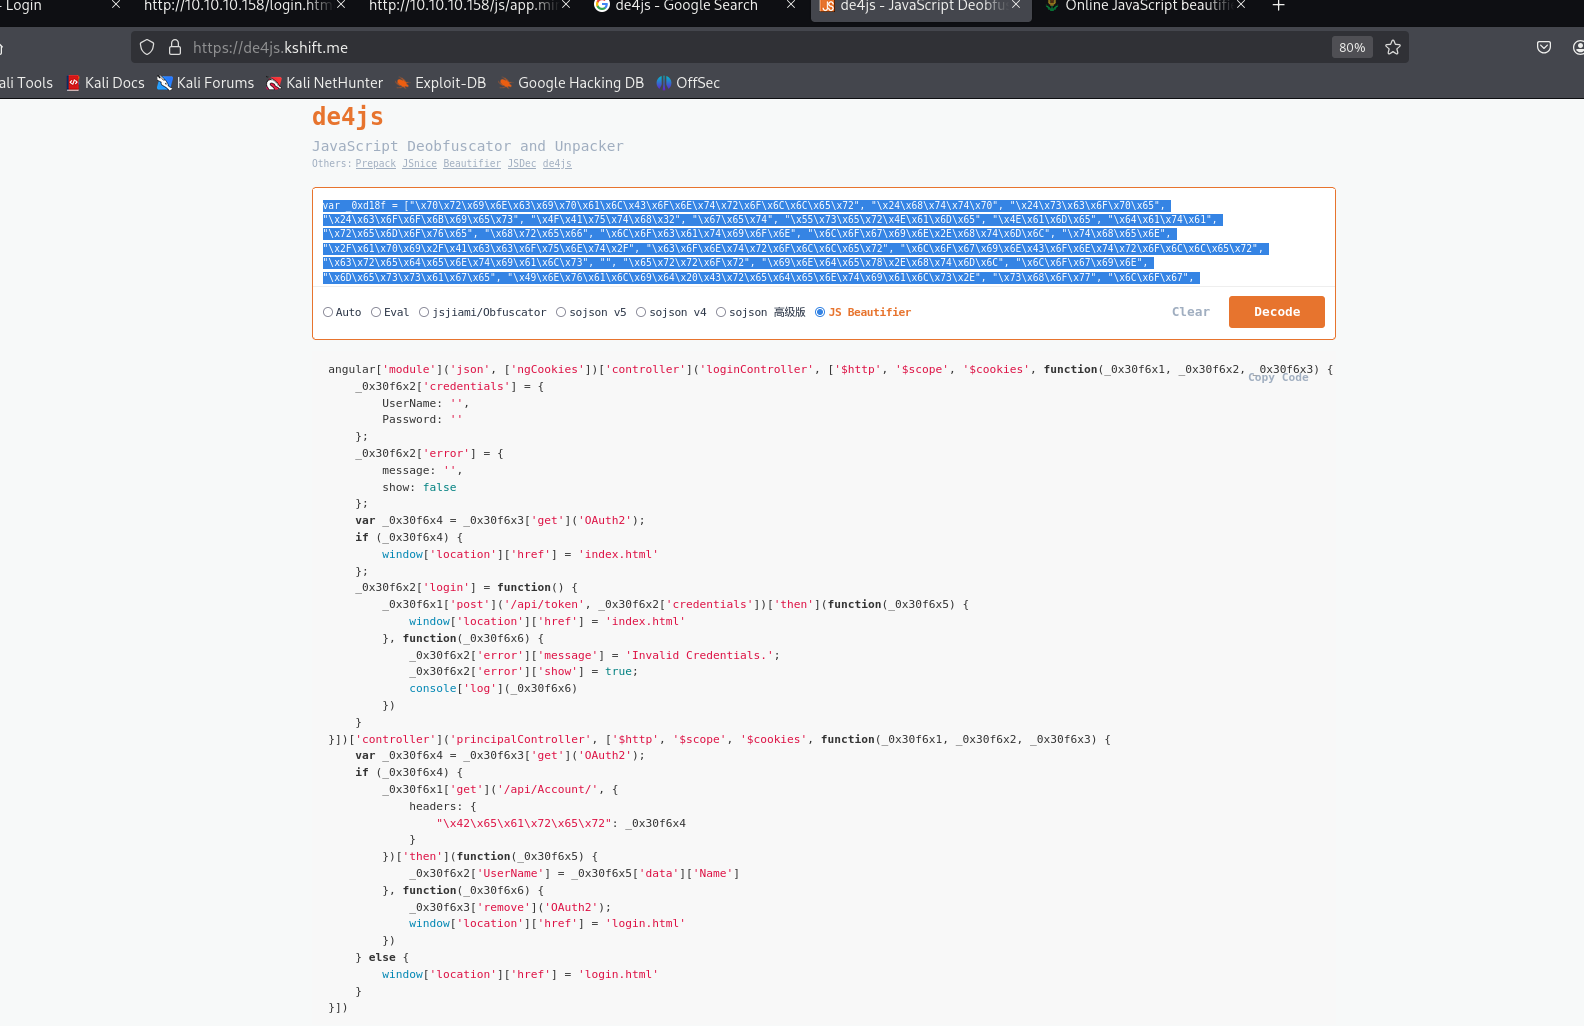 - Login
http://10.10.10.158/login.htm
http://10.10.10.158/js/app.mi
de4js - Google Search
de4js - JavaScript Deobfu
Online JavaScript beautifi
https://de4js.kshift.me
80%
ali Tools
Kali Docs
Kali Forums
Kali NetHunter
Exploit-DB
Google Hacking DB
OffSec
de4js
JavaScript Deobfuscator and Unpacker
Others: Prepack JSnice Beautifier JSDec de4js
var _0xd18f = ["\x70\x72\x69\x6E\x63\x69\x70\x61\x6C\x43\x6F\x6E\x74\x72\x6F\x6C\x6C\x65\x72", "\x24\x68\x74\x74\x70", "\x24\x73\x63\x6F\x70\x65",
"\x24\x63\x6F\x6F\x6B\x69\x65\x73", "\x4F\x41\x75\x74\x68\x32", "\x67\x65\x74", "\x55\x73\x65\x72\x4E\x61\x6D\x65", "\x4E\x61\x6D\x65", "\x64\x61\x74\x61",
"\x72\x65\x6D\x6F\x76\x65", "\x68\x72\x65\x66", "\x6C\x6F\x63\x61\x74\x69\x6F\x6E", "\x6C\x6F\x67\x69\x6E\x2E\x68\x74\x6D\x6C", "\x74\x68\x65\x6E",
"\x2F\x61\x70\x69\x2F\x41\x63\x63\x6F\x75\x6E\x74\x2F", "\x63\x6F\x6E\x74\x72\x6F\x6C\x6C\x65\x72", "\x6C\x6F\x67\x69\x6E\x43\x6F\x6E\x74\x72\x6F\x6C\x6C\x65\x72",
"\x63\x72\x65\x64\x65\x6E\x74\x69\x61\x6C\x73", "", "\x65\x72\x72\x6F\x72", "\x69\x6E\x64\x65\x78\x2E\x68\x74\x6D\x6C", "\x6C\x6F\x67\x69\x6E",
"\x6D\x65\x73\x73\x61\x67\x65", "\x49\x6E\x76\x61\x6C\x69\x64\x20\x43\x72\x65\x64\x65\x6E\x74\x69\x61\x6C\x73\x2E", "\x73\x68\x6F\x77", "\x6C\x6F\x67",
Auto Eval jsjiami/Obfuscator sojson v5 sojson v4 sojson 高级版 JS Beautifier Clear Decode
Copy Code
angular['module']('json', ['ngCookies'])['controller']('loginController', ['$http', '$scope', '$cookies', function(_0x30f6x1, _0x30f6x2, _0x30f6x3) {
    _0x30f6x2['credentials'] = {
        UserName: '',
        Password: ''
    };
    _0x30f6x2['error'] = {
        message: '',
        show: false
    };
    var _0x30f6x4 = _0x30f6x3['get']('OAuth2');
    if (_0x30f6x4) {
        window['location']['href'] = 'index.html'
    };
    _0x30f6x2['login'] = function() {
        _0x30f6x1['post']('/api/token', _0x30f6x2['credentials'])['then'](function(_0x30f6x5) {
            window['location']['href'] = 'index.html'
        }, function(_0x30f6x6) {
            _0x30f6x2['error']['message'] = 'Invalid Credentials.';
            _0x30f6x2['error']['show'] = true;
            console['log'](_0x30f6x6)
        })
    }
}])['controller']('principalController', ['$http', '$scope', '$cookies', function(_0x30f6x1, _0x30f6x2, _0x30f6x3) {
    var _0x30f6x4 = _0x30f6x3['get']('OAuth2');
    if (_0x30f6x4) {
        _0x30f6x1['get']('/api/Account/', {
            headers: {
                "\x42\x65\x61\x72\x65\x72": _0x30f6x4
            }
        })['then'](function(_0x30f6x5) {
            _0x30f6x2['UserName'] = _0x30f6x5['data']['Name']
        }, function(_0x30f6x6) {
            _0x30f6x3['remove']('OAuth2');
            window['location']['href'] = 'login.html'
        })
    } else {
        window['location']['href'] = 'login.html'
    }
}])